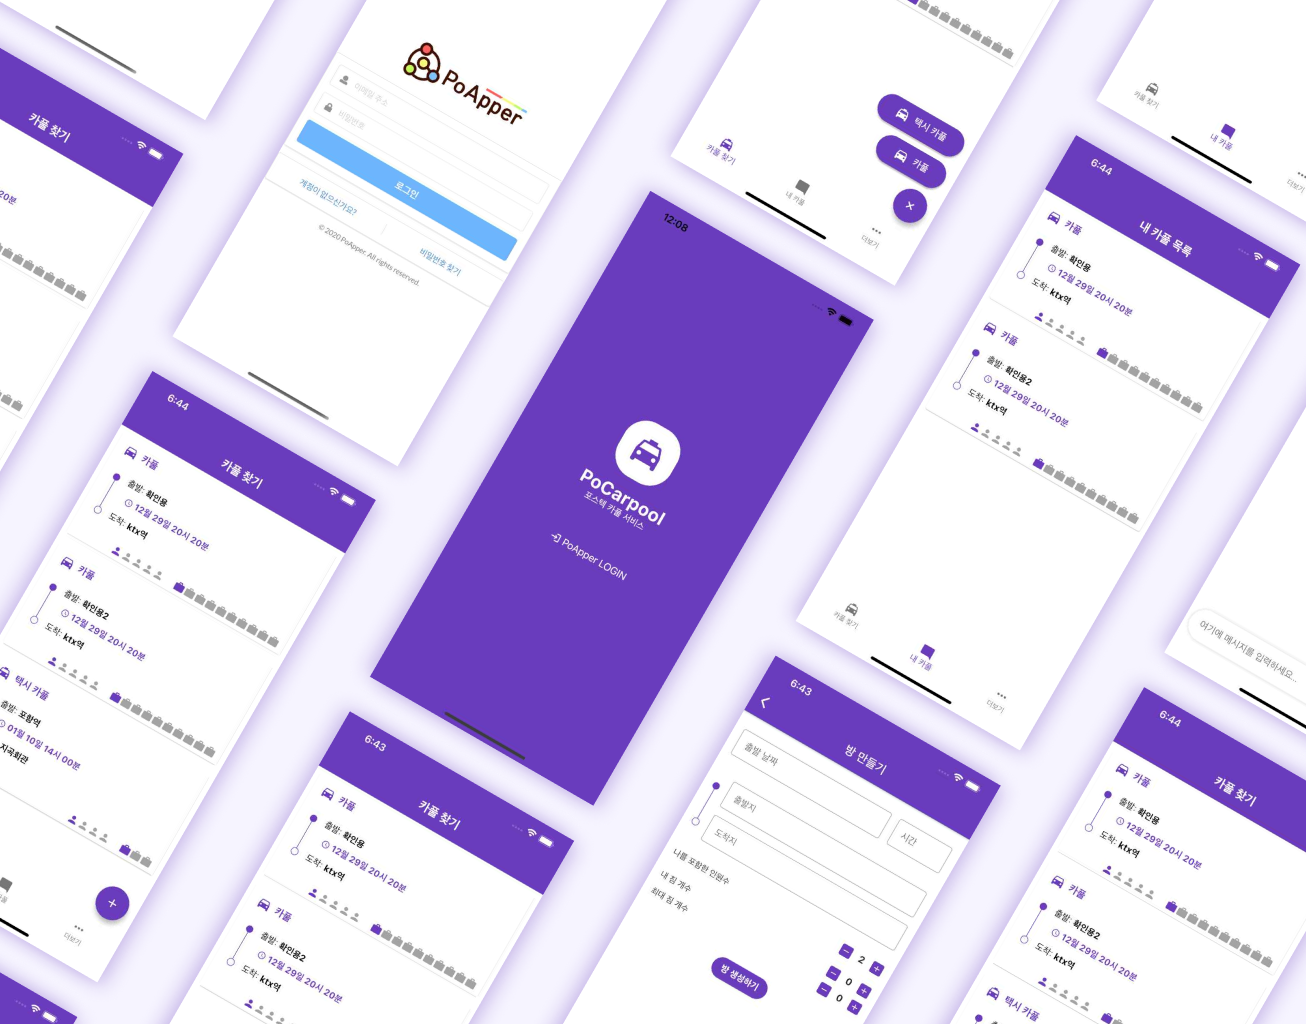 카풀 찾기
20분
PoApper
이메일 주소
비밀번호
로그인
계정이 없으신가요?
비밀번호 찾기
© 2020 PoApper. All rights reserved.
택시 카풀
카풀
카풀 찾기
내 카풀
더보기
카풀 찾기
내 카풀
더보기
6:44
내 카풀 목록
카풀
출발: 확인용
12월 29일 20시 20분
도착: ktx역
카풀
출발: 확인용2
12월 29일 20시 20분
도착: ktx역
카풀 찾기
내 카풀
더보기
12:08
PoCarpool
포스텍 카풀 서비스
PoApper LOGIN
6:44
카풀 찾기
카풀
출발: 확인용
12월 29일 20시 20분
도착: ktx역
카풀
출발: 확인용2
12월 29일 20시 20분
도착: ktx역
택시 카풀
출발: 포항역
01월 10일 14시 00분
지곡회관
더보기
6:43
카풀 찾기
카풀
출발: 확인용
12월 29일 20시 20분
도착: ktx역
카풀
출발: 확인용2
12월 29일 20시 20분
도착: ktx역
6:43
방 만들기
출발 날짜
시간
출발지
도착지
나를 포함한 인원수
2
내 짐 개수
0
최대 짐 개수
0
방 생성하기
여기에 메시지를 입력하세요...
6:44
카풀 찾기
카풀
출발: 확인용
12월 29일 20시 20분
도착: ktx역
카풀
출발: 확인용2
12월 29일 20시 20분
도착: ktx역
택시 카풀